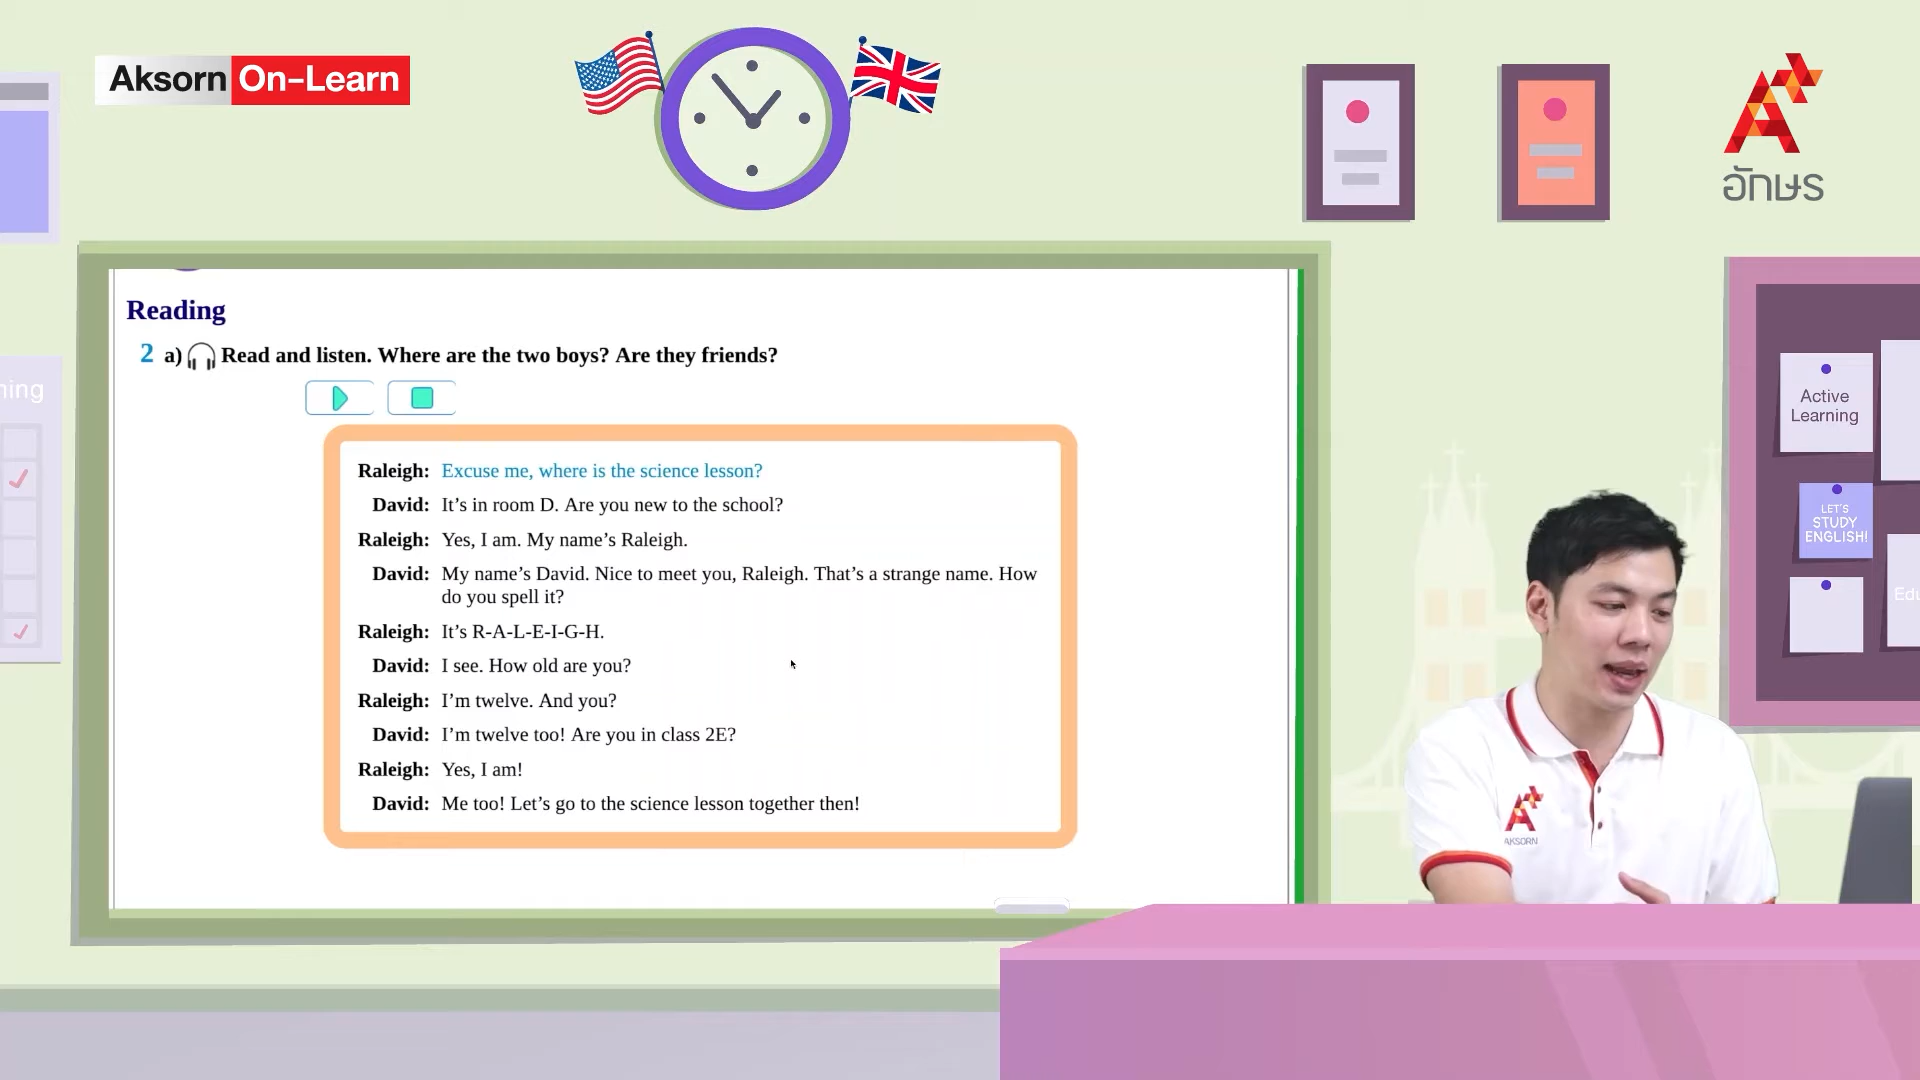 Aksorn On-Learn
อักษร
ning
Reading
2 a) Read and listen. Where are the two boys? Are they friends?
Raleigh: Excuse me, where is the science lesson?
David: It's in room D. Are you new to the school?
Raleigh: Yes, I am. My name's Raleigh.
David: My name's David. Nice to meet you, Raleigh. That's a strange name. How
do you spell it?
Raleigh: It's R-A-L-E-I-G-H.
David: I see. How old are you?
Raleigh: I'm twelve. And you?
David: I'm twelve too! Are you in class 2E?
Raleigh: Yes, I am!
David: Me too! Let's go to the science lesson together then!
Active
Learning
LET'S
STUDY
ENGLISH!
Edu
AKSORN